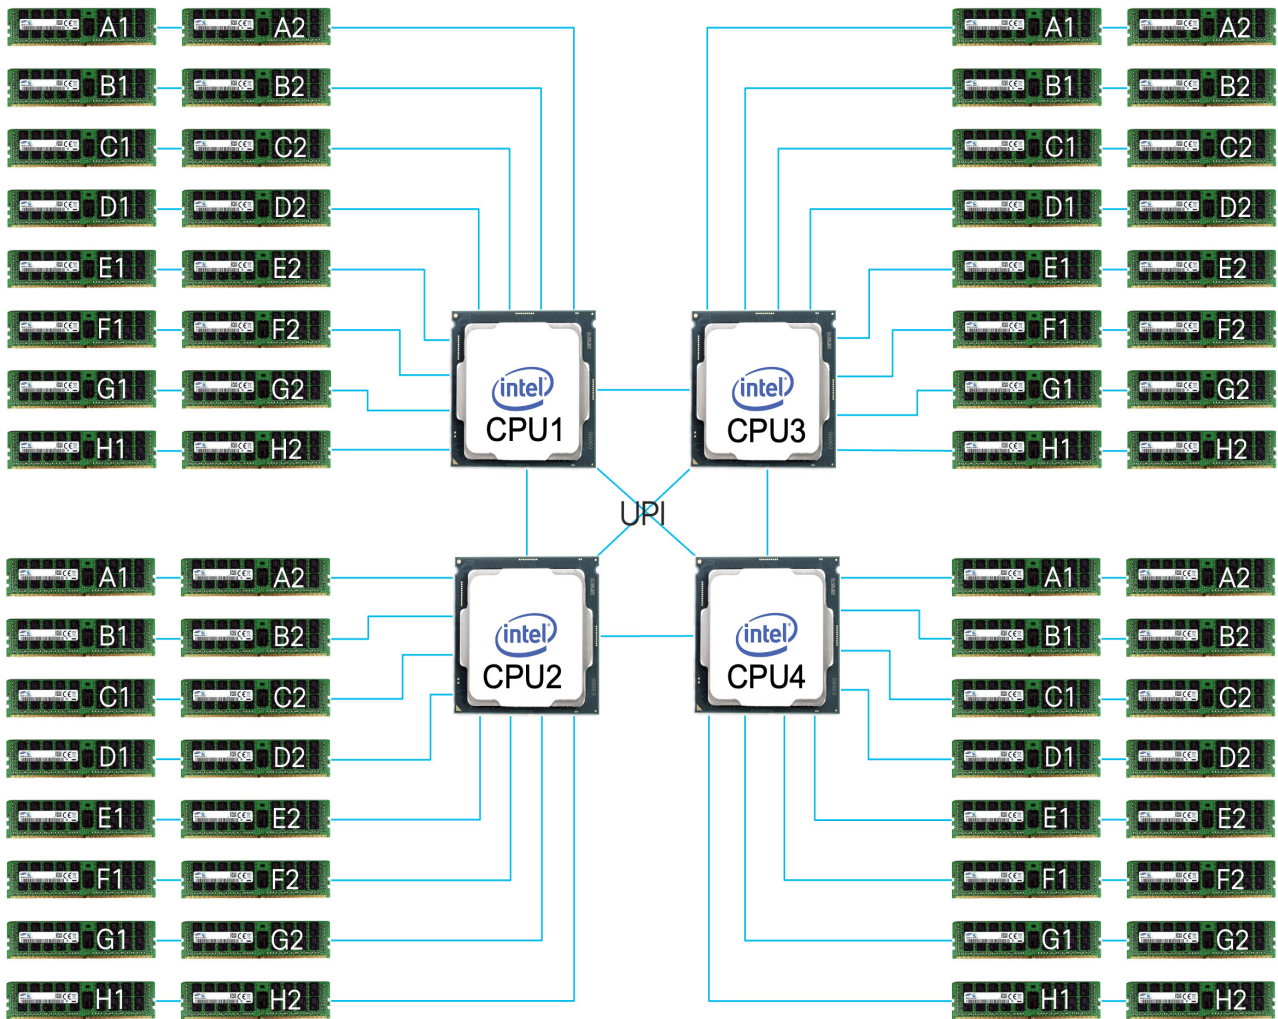 A1 A2 A1 A2
B1 B2 B1 B2
C1 C2 C1 C2
D1 D2 D1 D2
E1 E2 E1 E2
F1 F2 F1 F2
G1 G2 G1 G2
H1 H2 H1 H2
intel
CPU1
intel
CPU3
UPI
intel
CPU2
intel
CPU4
A1 A2 A1 A2
B1 B2 B1 B2
C1 C2 C1 C2
D1 D2 D1 D2
E1 E2 E1 E2
F1 F2 F1 F2
G1 G2 G1 G2
H1 H2 H1 H2